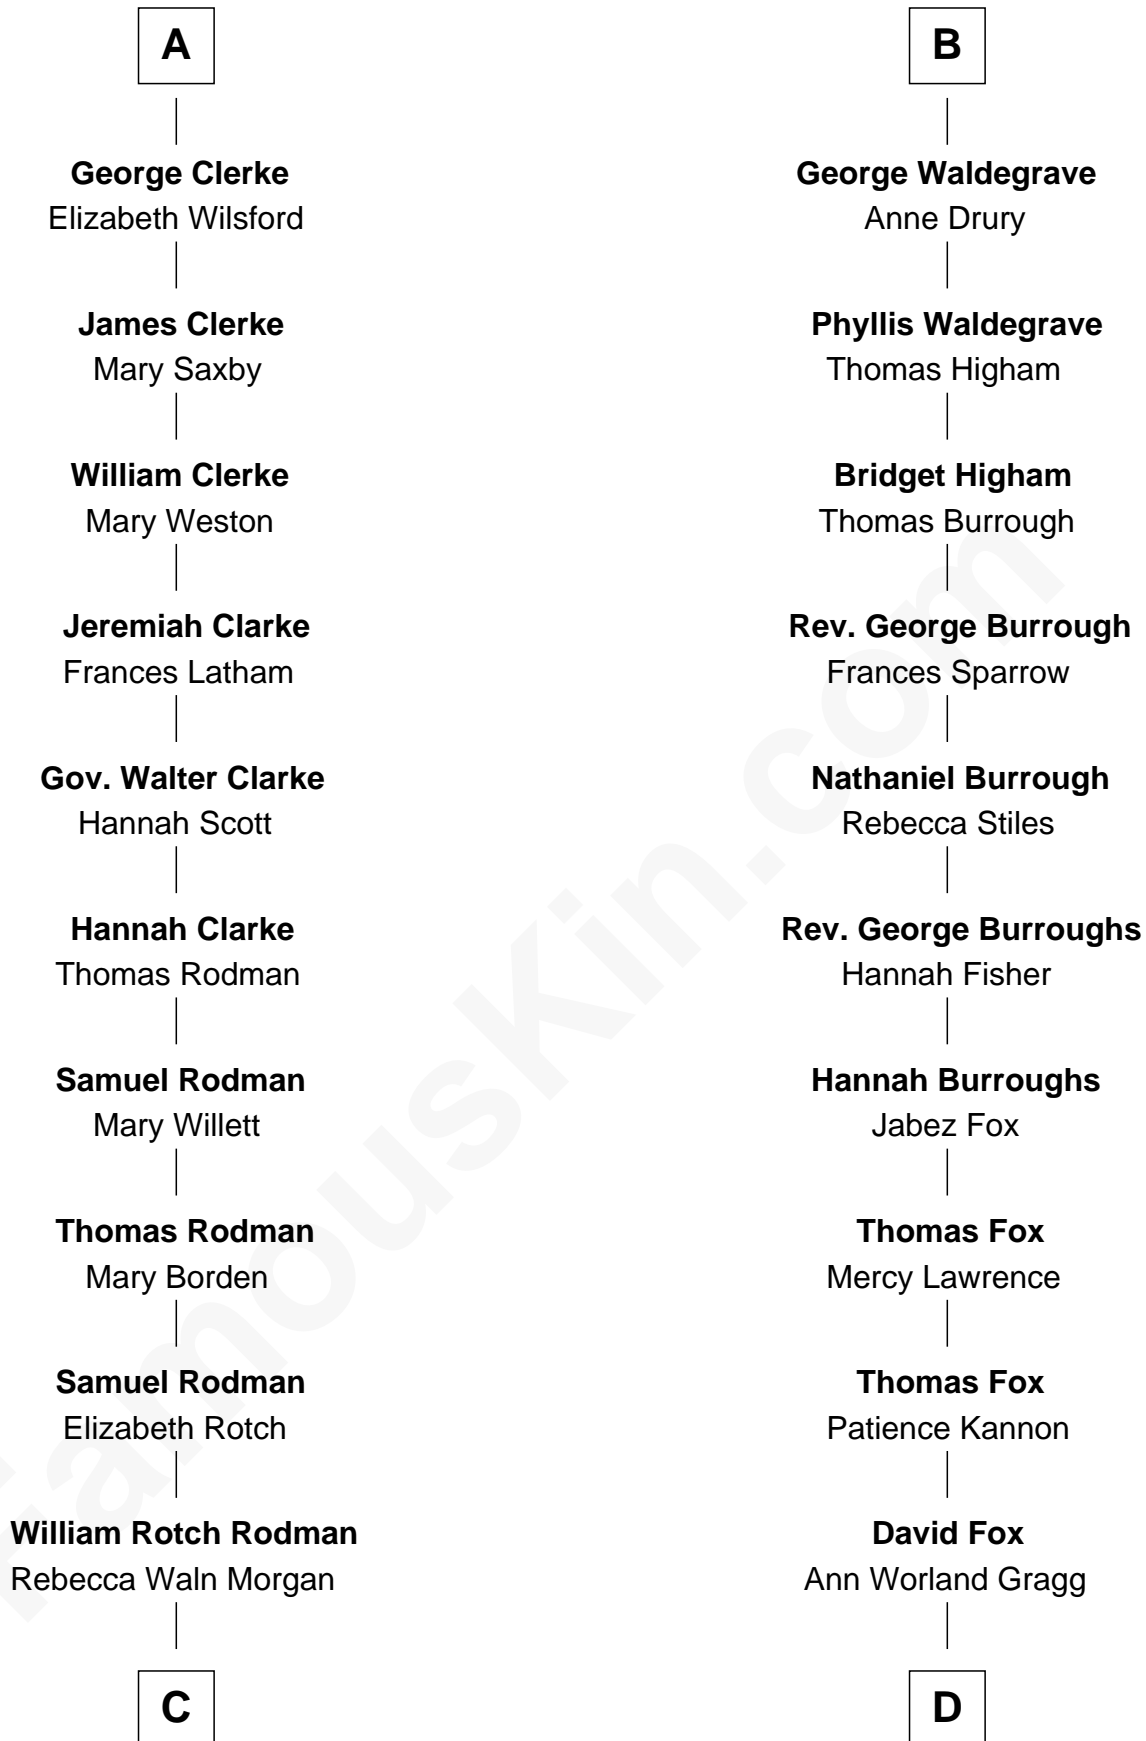 A
George Clerke
Elizabeth Wilsford
James Clerke
Mary Saxby
William Clerke
Mary Weston
Jeremiah Clarke
Frances Latham
Gov. Walter Clarke
Hannah Scott
Hannah Clarke
Thomas Rodman
Samuel Rodman
Mary Willett
Thomas Rodman
Mary Borden
Samuel Rodman
Elizabeth Rotch
William Rotch Rodman
Rebecca Waln Morgan
C
B
George Waldegrave
Anne Drury
Phyllis Waldegrave
Thomas Higham
Bridget Higham
Thomas Burrough
Rev. George Burrough
Frances Sparrow
Nathaniel Burrough
Rebecca Stiles
Rev. George Burroughs
Hannah Fisher
Hannah Burroughs
Jabez Fox
Thomas Fox
Mercy Lawrence
Thomas Fox
Patience Kannon
David Fox
Ann Worland Gragg
D
FamousKin.com